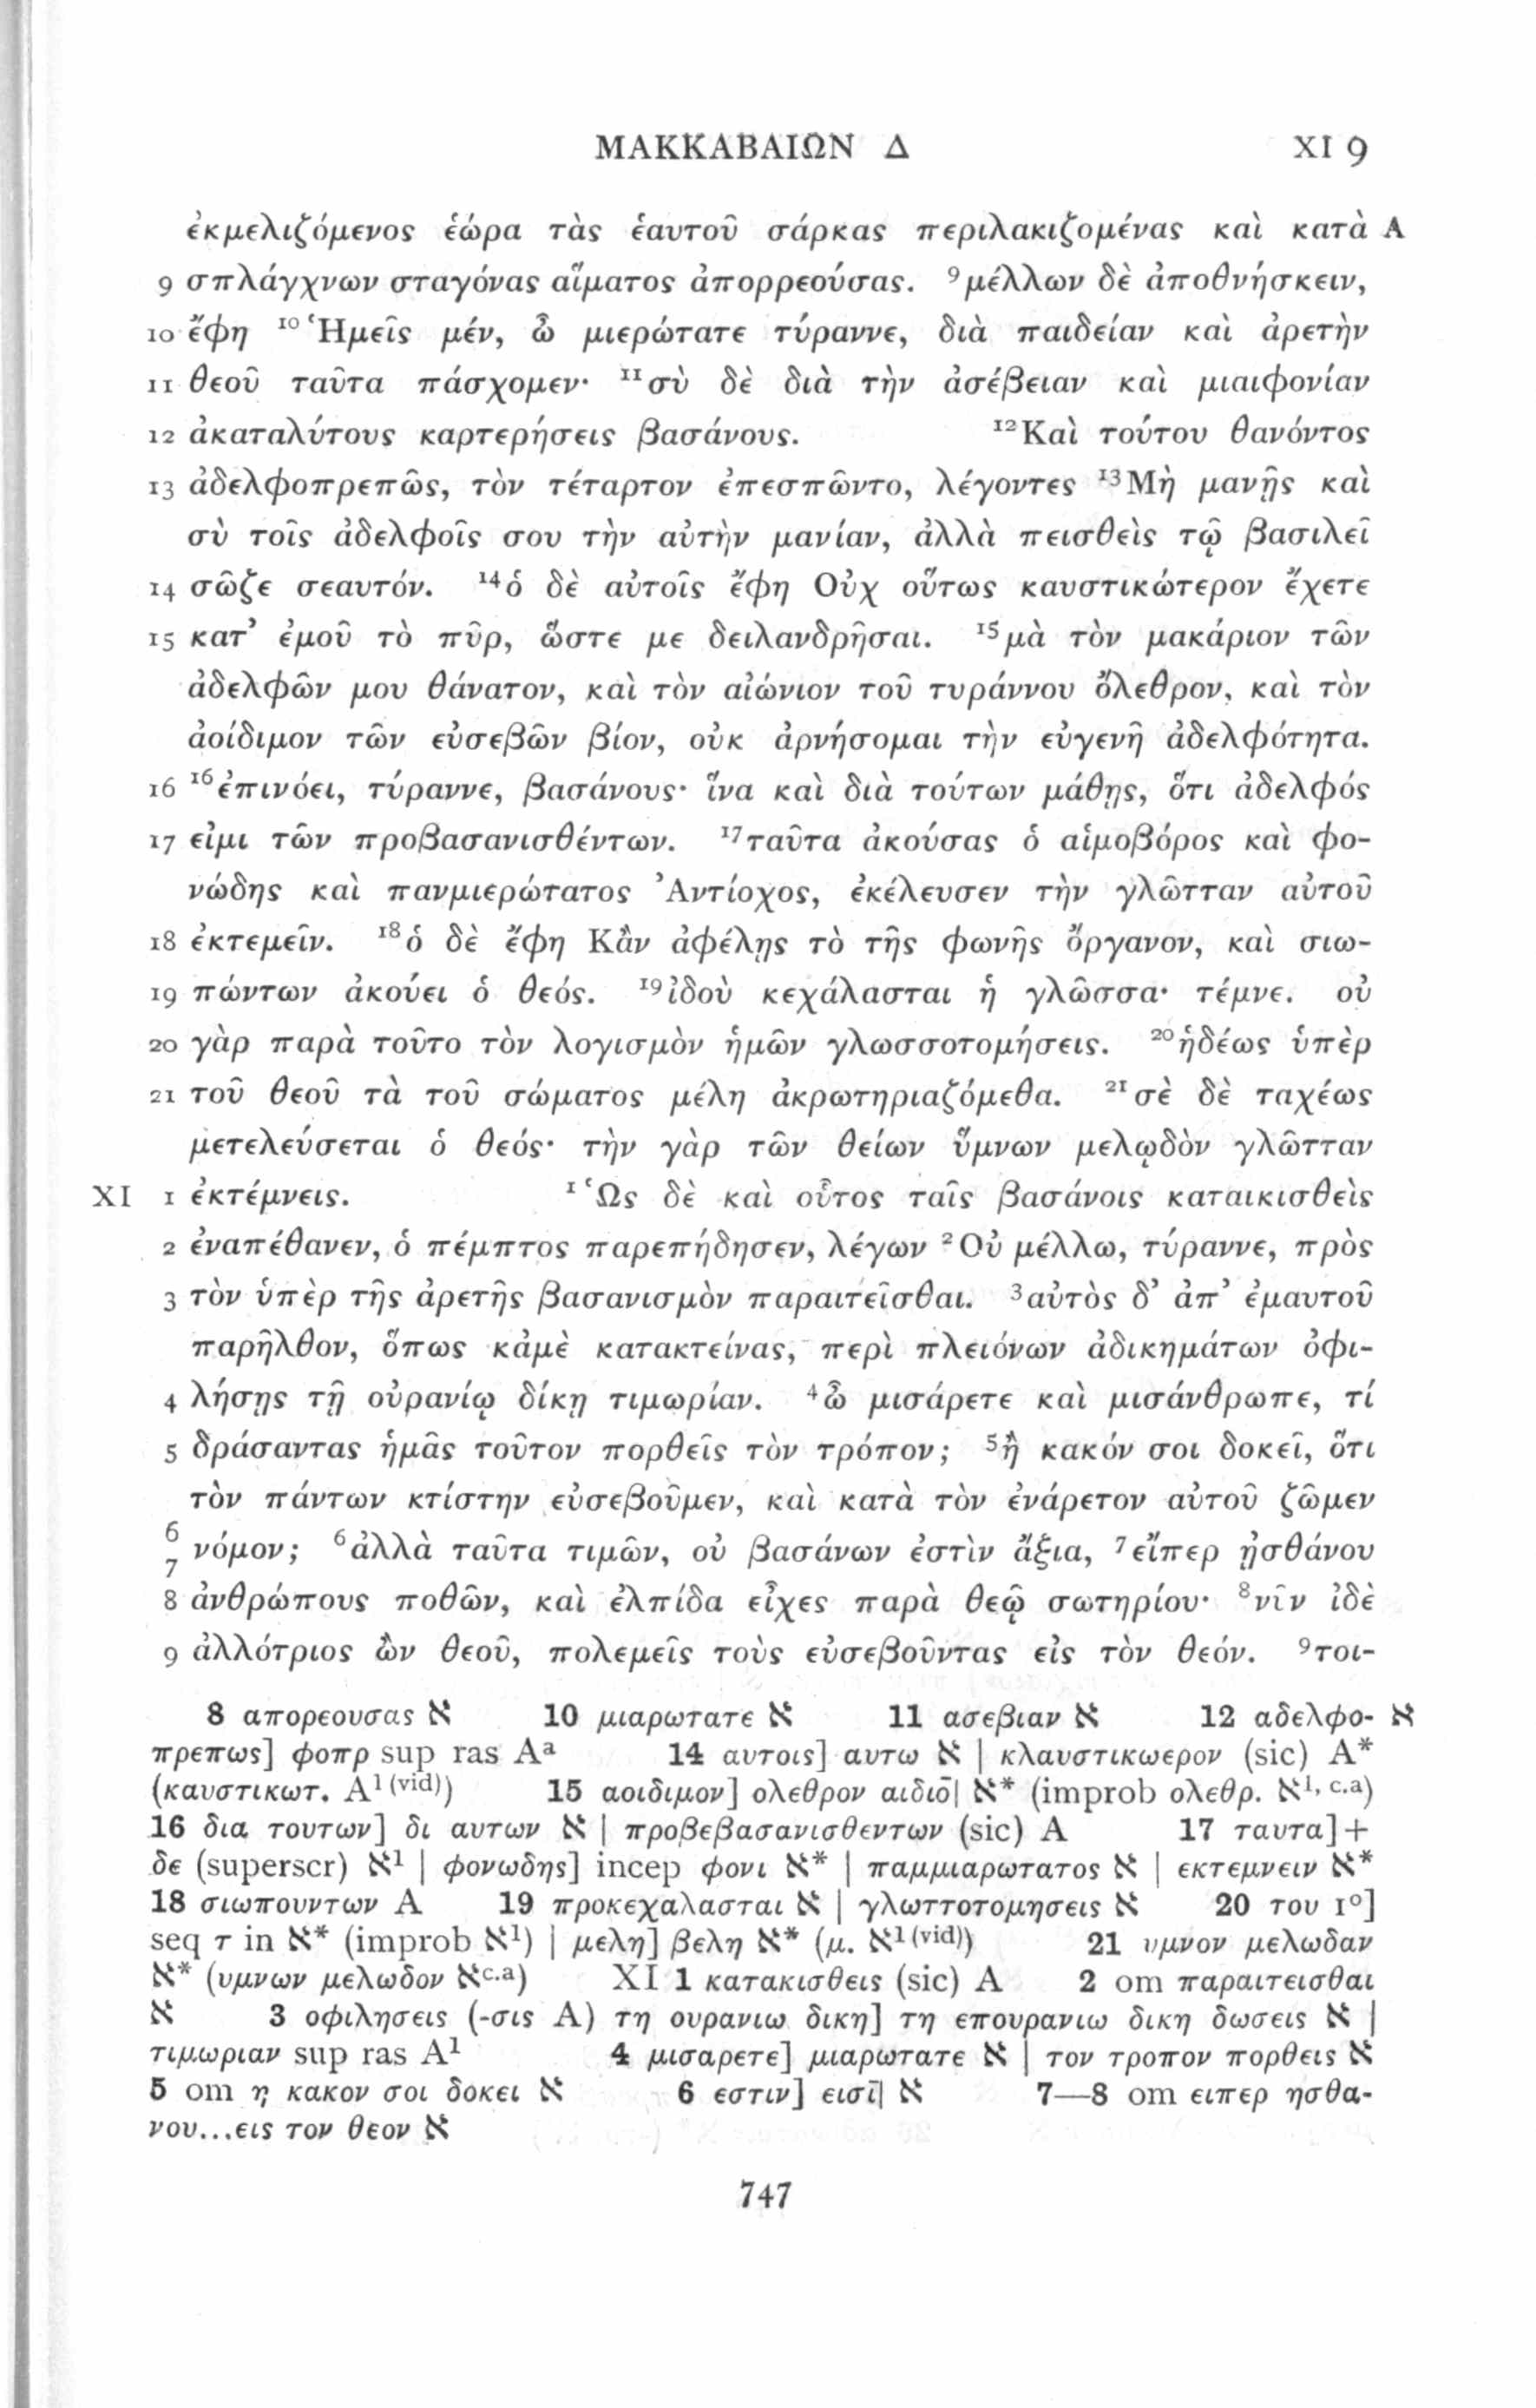 ΜΑΚΚΑΒΑΙΩΝ Δ XI 9
ἐκμελιζόμενος ἑώρα τὰς ἑαυτοῦ σάρκας περιλακιζομένας καὶ κατὰ A
9 σπλάγχνων σταγόνας αἵματος ἀπορρεούσας. ⁹μέλλων δὲ ἀποθνήσκειν,
10 ἔφη ¹⁰Ἡμεῖς μέν, ὦ μιερώτατε τύραννε, διὰ παιδείαν καὶ ἀρετὴν
11 θεοῦ ταῦτα πάσχομεν· ¹¹σὺ δὲ διὰ τὴν ἀσέβειαν καὶ μιαιφονίαν
12 ἀκαταλύτους καρτερήσεις βασάνους. ¹²Καὶ τούτου θανόντος
13 ἀδελφοπρεπῶς, τὸν τέταρτον ἐπεσπῶντο, λέγοντες ¹³Μὴ μανῇς καὶ
σὺ τοῖς ἀδελφοῖς σου τὴν αὐτὴν μανίαν, ἀλλὰ πεισθεὶς τῷ βασιλεῖ
14 σῶζε σεαυτόν. ¹⁴ὁ δὲ αὐτοῖς ἔφη Οὐχ οὕτως καυστικώτερον ἔχετε
15 κατ’ ἐμοῦ τὸ πῦρ, ὥστε με δειλανδρῆσαι. ¹⁵μὰ τὸν μακάριον τῶν
ἀδελφῶν μου θάνατον, καὶ τὸν αἰώνιον τοῦ τυράννου ὄλεθρον, καὶ τὸν
ἀοίδιμον τῶν εὐσεβῶν βίον, οὐκ ἀρνήσομαι τὴν εὐγενῆ ἀδελφότητα.
16 ¹⁶ἐπινόει, τύραννε, βασάνους· ἵνα καὶ διὰ τούτων μάθῃς, ὅτι ἀδελφός
17 εἰμι τῶν προβασανισθέντων. ¹⁷ταῦτα ἀκούσας ὁ αἱμοβόρος καὶ φο-
νώδης καὶ πανμιερώτατος Ἀντίοχος, ἐκέλευσεν τὴν γλῶτταν αὐτοῦ
18 ἐκτεμεῖν. ¹⁸ὁ δὲ ἔφη Κἂν ἀφέλῃς τὸ τῆς φωνῆς ὄργανον, καὶ σιω-
19 πώντων ἀκούει ὁ θεός. ¹⁹ἰδοὺ κεχάλασται ἡ γλῶσσα· τέμνε. οὐ
20 γὰρ παρὰ τοῦτο τὸν λογισμὸν ἡμῶν γλωσσοτομήσεις. ²⁰ἡδέως ὑπὲρ
21 τοῦ θεοῦ τὰ τοῦ σώματος μέλη ἀκρωτηριαζόμεθα. ²¹σὲ δὲ ταχέως
μετελεύσεται ὁ θεός· τὴν γὰρ τῶν θείων ὕμνων μελῳδὸν γλῶτταν
XI 1 ἐκτέμνεις. ¹Ὡς δὲ καὶ οὗτος ταῖς βασάνοις καταικισθεὶς
2 ἐναπέθανεν, ὁ πέμπτος παρεπήδησεν, λέγων ²Οὐ μέλλω, τύραννε, πρὸς
3 τὸν ὑπὲρ τῆς ἀρετῆς βασανισμὸν παραιτεῖσθαι. ³αὐτὸς δ’ ἀπ’ ἐμαυτοῦ
παρῆλθον, ὅπως κἀμὲ κατακτείνας, περὶ πλειόνων ἀδικημάτων ὀφι-
4 λήσῃς τῇ οὐρανίῳ δίκῃ τιμωρίαν. ⁴ὦ μισάρετε καὶ μισάνθρωπε, τί
5 δράσαντας ἡμᾶς τοῦτον πορθεῖς τὸν τρόπον; ⁵ἢ κακόν σοι δοκεῖ, ὅτι
τὸν πάντων κτίστην εὐσεβοῦμεν, καὶ κατὰ τὸν ἐνάρετον αὐτοῦ ζῶμεν
6 7 νόμον; ⁶ἀλλὰ ταῦτα τιμῶν, οὐ βασάνων ἐστὶν ἄξια, ⁷εἴπερ ᾐσθάνου
8 ἀνθρώπους ποθῶν, καὶ ἐλπίδα εἶχες παρὰ θεῷ σωτηρίου· ⁸νῖν ἰδὲ
9 ἀλλότριος ὢν θεοῦ, πολεμεῖς τοὺς εὐσεβοῦντας εἰς τὸν θεόν. ⁹τοι-
8 απορεουσας א 10 μιαρωτατε א 11 ασεβιαν א 12 αδελφο- א
πρεπως] φοπρ sup ras Aᵃ 14 αυτοις] αυτω א | κλαυστικωερον (sic) A*
(καυστικωτ. A¹⁽ᵛⁱᵈ⁾) 15 αοιδιμον] ολεθρον αιδιο̄| א* (improb ολεθρ. א¹, ᶜ·ᵃ)
16 δια τουτων] δι αυτων א | προβεβασανισθεντων (sic) A 17 ταυτα] +
δε (superscr) א¹ | φονωδης] incep φονι א* | παμμιαρωτατος א | εκτεμνειν א*
18 σιωπουντων A 19 προκεχαλασται א | γλωττοτομησεις א 20 του 1º]
seq τ in א* (improb א¹) | μελη] βελη א* (μ. א¹⁽ᵛⁱᵈ⁾) 21 υμνον μελωδαν
א* (υμνων μελωδον אᶜ·ᵃ) XI 1 κατακισθεις (sic) A 2 om παραιτεισθαι
א 3 οφιλησεις (-σις A) τη ουρανιω δικη] τη επουρανιω δικη δωσεις א |
τιμωριαν sup ras A¹ 4 μισαρετε] μιαρωτατε א | τον τροπον πορθεις א
5 om η κακον σοι δοκει א 6 εστιν] εισῑ| א 7—8 om ειπερ ησθα-
νου...εις τον θεον א
747